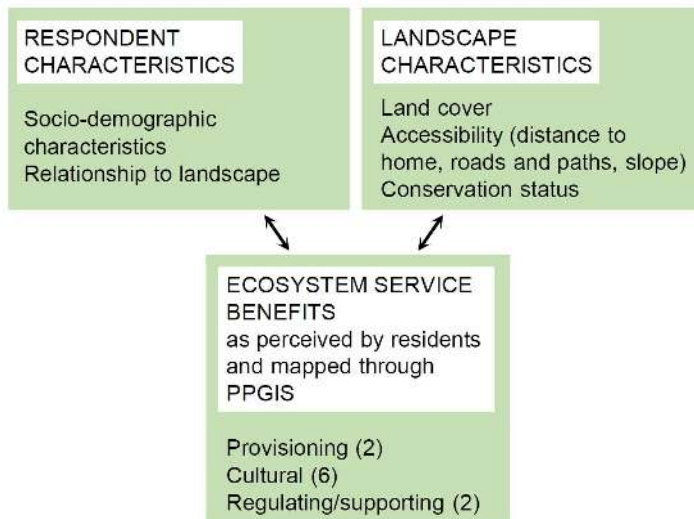 RESPONDENT
CHARACTERISTICS
Socio-demographic
characteristics
Relationship to landscape
LANDSCAPE
CHARACTERISTICS
Land cover
Accessibility (distance to
home, roads and paths, slope)
Conservation status
ECOSYSTEM SERVICE
BENEFITS
as perceived by residents
and mapped through
PPGIS
Provisioning (2)
Cultural (6)
Regulating/supporting (2)